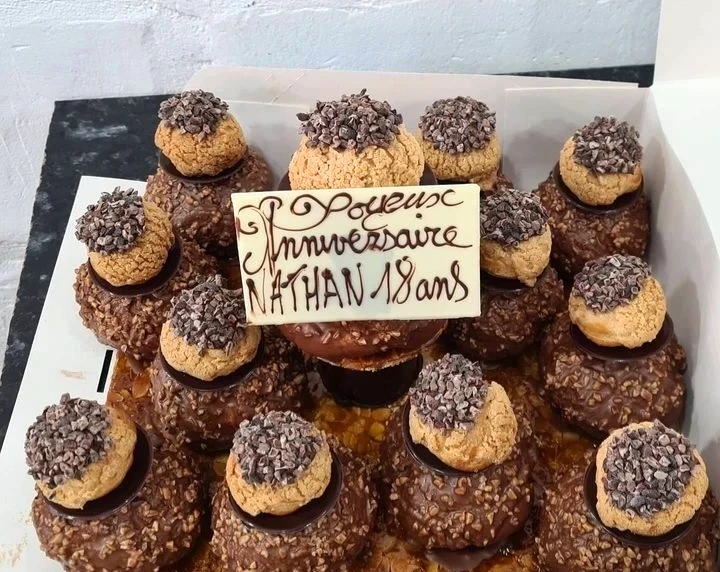 Joyeux
Anniversaire
NATHAN 18 ans